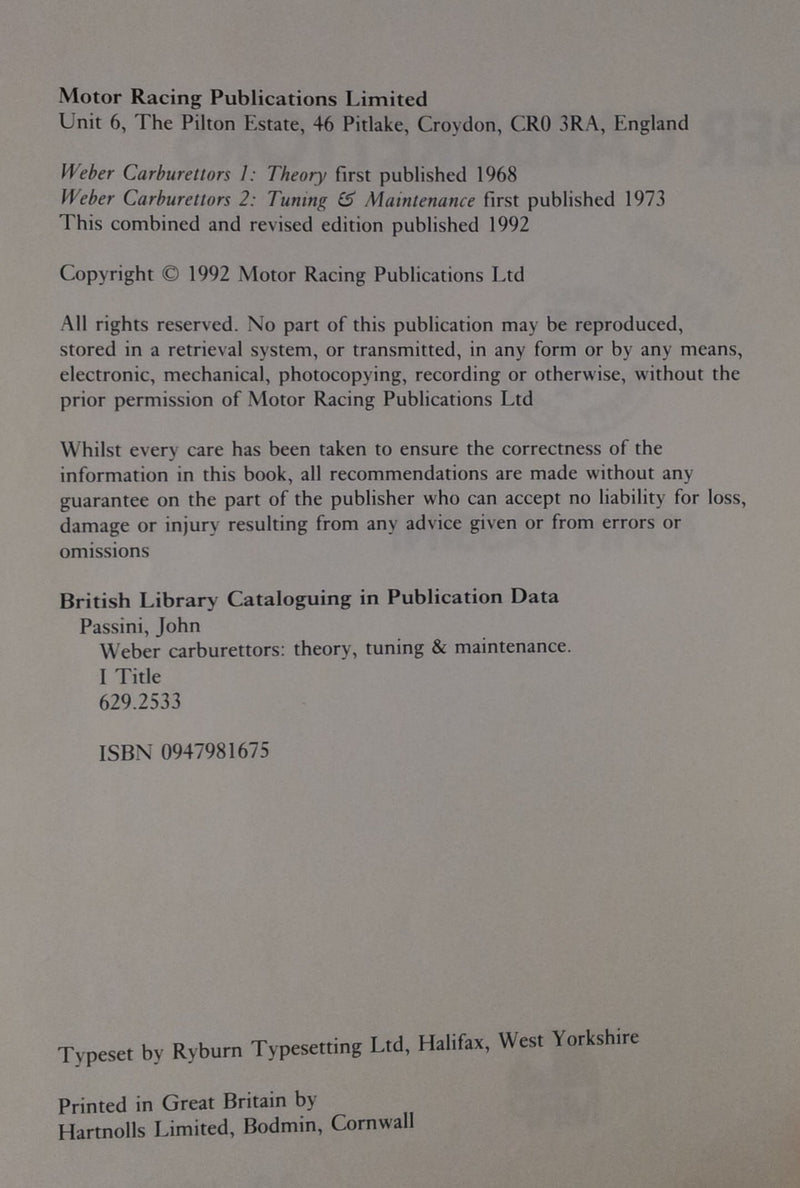 Motor Racing Publications Limited
Unit 6, The Pilton Estate, 46 Pitlake, Croydon, CR0 3RA, England
Weber Carburettors 1: Theory first published 1968
Weber Carburettors 2: Tuning & Maintenance first published 1973
This combined and revised edition published 1992
Copyright © 1992 Motor Racing Publications Ltd
All rights reserved. No part of this publication may be reproduced,
stored in a retrieval system, or transmitted, in any form or by any means,
electronic, mechanical, photocopying, recording or otherwise, without the
prior permission of Motor Racing Publications Ltd
Whilst every care has been taken to ensure the correctness of the
information in this book, all recommendations are made without any
guarantee on the part of the publisher who can accept no liability for loss,
damage or injury resulting from any advice given or from errors or
omissions
British Library Cataloguing in Publication Data
Passini, John
Weber carburettors: theory, tuning & maintenance.
I Title
629.2533
ISBN 0947981675
Typeset by Ryburn Typesetting Ltd, Halifax, West Yorkshire
Printed in Great Britain by
Hartnolls Limited, Bodmin, Cornwall